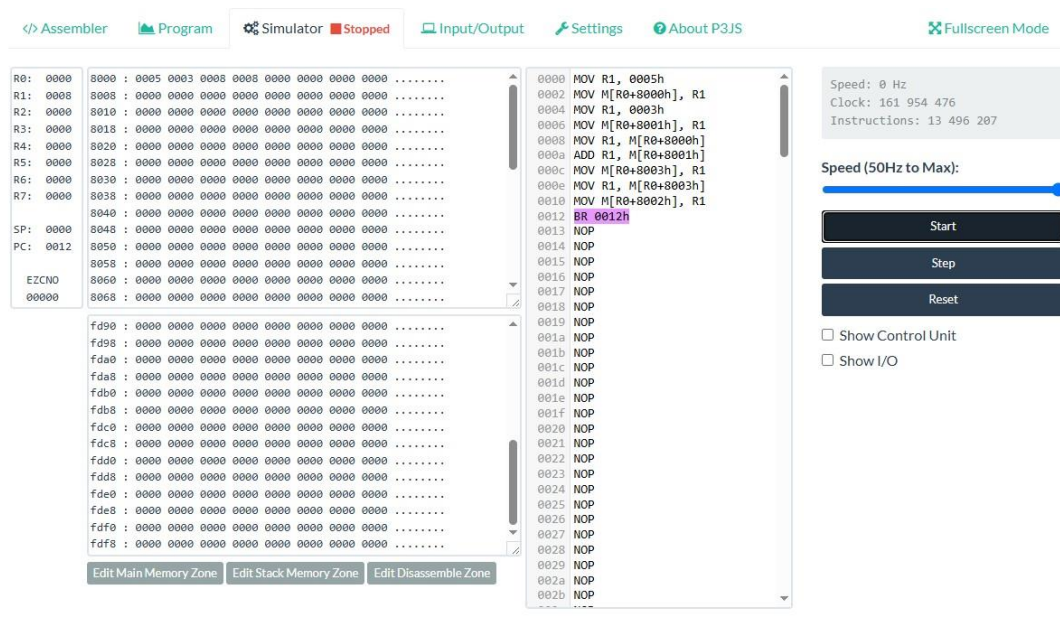 Assembler Program Simulator Stopped Input/Output Settings About P3JS Fullscreen Mode
R0: 0000
R1: 0008
R2: 0000
R3: 0000
R4: 0000
R5: 0000
R6: 0000
R7: 0000
SP: 0000
PC: 0012
EZCNO
00000
8000 : 0005 0003 0008 0008 0000 0000 0000 0000 ........
8008 : 0000 0000 0000 0000 0000 0000 0000 0000 ........
8010 : 0000 0000 0000 0000 0000 0000 0000 0000 ........
8018 : 0000 0000 0000 0000 0000 0000 0000 0000 ........
8020 : 0000 0000 0000 0000 0000 0000 0000 0000 ........
8028 : 0000 0000 0000 0000 0000 0000 0000 0000 ........
8030 : 0000 0000 0000 0000 0000 0000 0000 0000 ........
8038 : 0000 0000 0000 0000 0000 0000 0000 0000 ........
8040 : 0000 0000 0000 0000 0000 0000 0000 0000 ........
8048 : 0000 0000 0000 0000 0000 0000 0000 0000 ........
8050 : 0000 0000 0000 0000 0000 0000 0000 0000 ........
8058 : 0000 0000 0000 0000 0000 0000 0000 0000 ........
8060 : 0000 0000 0000 0000 0000 0000 0000 0000 ........
8068 : 0000 0000 0000 0000 0000 0000 0000 0000 ........
fd90 : 0000 0000 0000 0000 0000 0000 0000 0000 ........
fd98 : 0000 0000 0000 0000 0000 0000 0000 0000 ........
fda0 : 0000 0000 0000 0000 0000 0000 0000 0000 ........
fda8 : 0000 0000 0000 0000 0000 0000 0000 0000 ........
fdb0 : 0000 0000 0000 0000 0000 0000 0000 0000 ........
fdb8 : 0000 0000 0000 0000 0000 0000 0000 0000 ........
fdc0 : 0000 0000 0000 0000 0000 0000 0000 0000 ........
fdc8 : 0000 0000 0000 0000 0000 0000 0000 0000 ........
fdd0 : 0000 0000 0000 0000 0000 0000 0000 0000 ........
fdd8 : 0000 0000 0000 0000 0000 0000 0000 0000 ........
fde0 : 0000 0000 0000 0000 0000 0000 0000 0000 ........
fde8 : 0000 0000 0000 0000 0000 0000 0000 0000 ........
fdf0 : 0000 0000 0000 0000 0000 0000 0000 0000 ........
fdf8 : 0000 0000 0000 0000 0000 0000 0000 0000 ........
Edit Main Memory Zone Edit Stack Memory Zone Edit Disassemble Zone
0000 MOV R1, 0005h
0002 MOV M[R0+8000h], R1
0004 MOV R1, 0003h
0006 MOV M[R0+8001h], R1
0008 MOV R1, M[R0+8000h]
000a ADD R1, M[R0+8001h]
000c MOV M[R0+8003h], R1
000e MOV R1, M[R0+8003h]
0010 MOV M[R0+8002h], R1
0012 BR 0012h
0013 NOP
0014 NOP
0015 NOP
0016 NOP
0017 NOP
0018 NOP
0019 NOP
001a NOP
001b NOP
001c NOP
001d NOP
001e NOP
001f NOP
0020 NOP
0021 NOP
0022 NOP
0023 NOP
0024 NOP
0025 NOP
0026 NOP
0027 NOP
0028 NOP
0029 NOP
002a NOP
002b NOP
Speed: 0 Hz
Clock: 161 954 476
Instructions: 13 496 207
Speed (50Hz to Max):
Start
Step
Reset
Show Control Unit
Show I/O